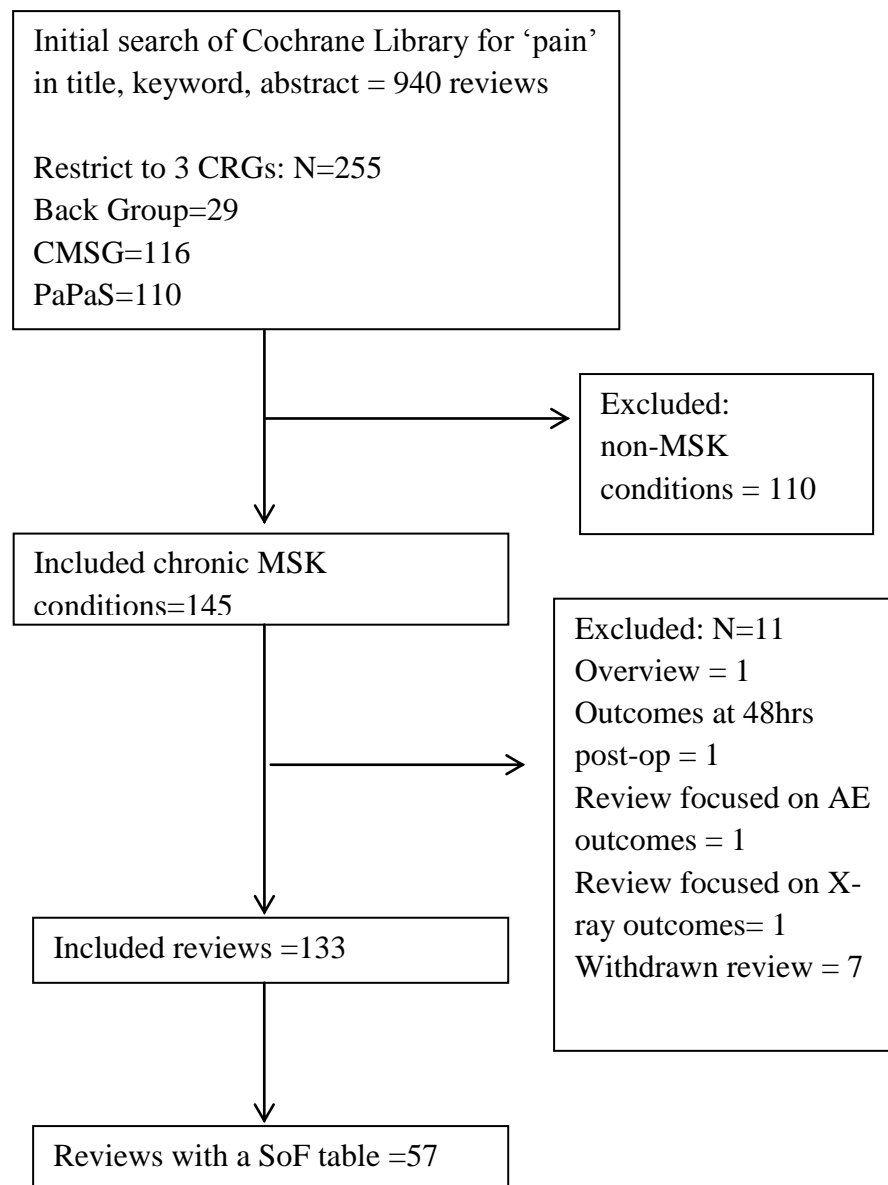 Initial search of Cochrane Library for ‘pain’
in title, keyword, abstract = 940 reviews
Restrict to 3 CRGs: N=255
Back Group=29
CMSG=116
PaPaS=110
Excluded:
non-MSK
conditions = 110
Included chronic MSK
conditions=145
Excluded: N=11
Overview = 1
Outcomes at 48hrs
post-op = 1
Review focused on AE
outcomes = 1
Review focused on X-
ray outcomes= 1
Withdrawn review = 7
Included reviews =133
Reviews with a SoF table =57